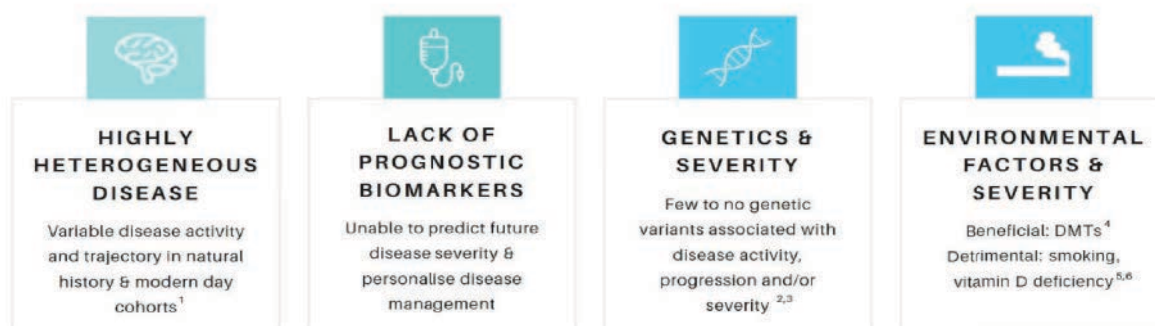 HIGHLY
HETEROGENEOUS
DISEASE
Variable disease activity
and trajectory in natural
history & modern day
cohorts¹
LACK OF
PROGNOSTIC
BIOMARKERS
Unable to predict future
disease severity &
personalise disease
management
GENETICS &
SEVERITY
Few to no genetic
variants associated with
disease activity,
progression and/or
severity ²,³
ENVIRONMENTAL
FACTORS &
SEVERITY
Beneficial: DMTs⁴
Detrimental: smoking,
vitamin D deficiency⁵,⁶